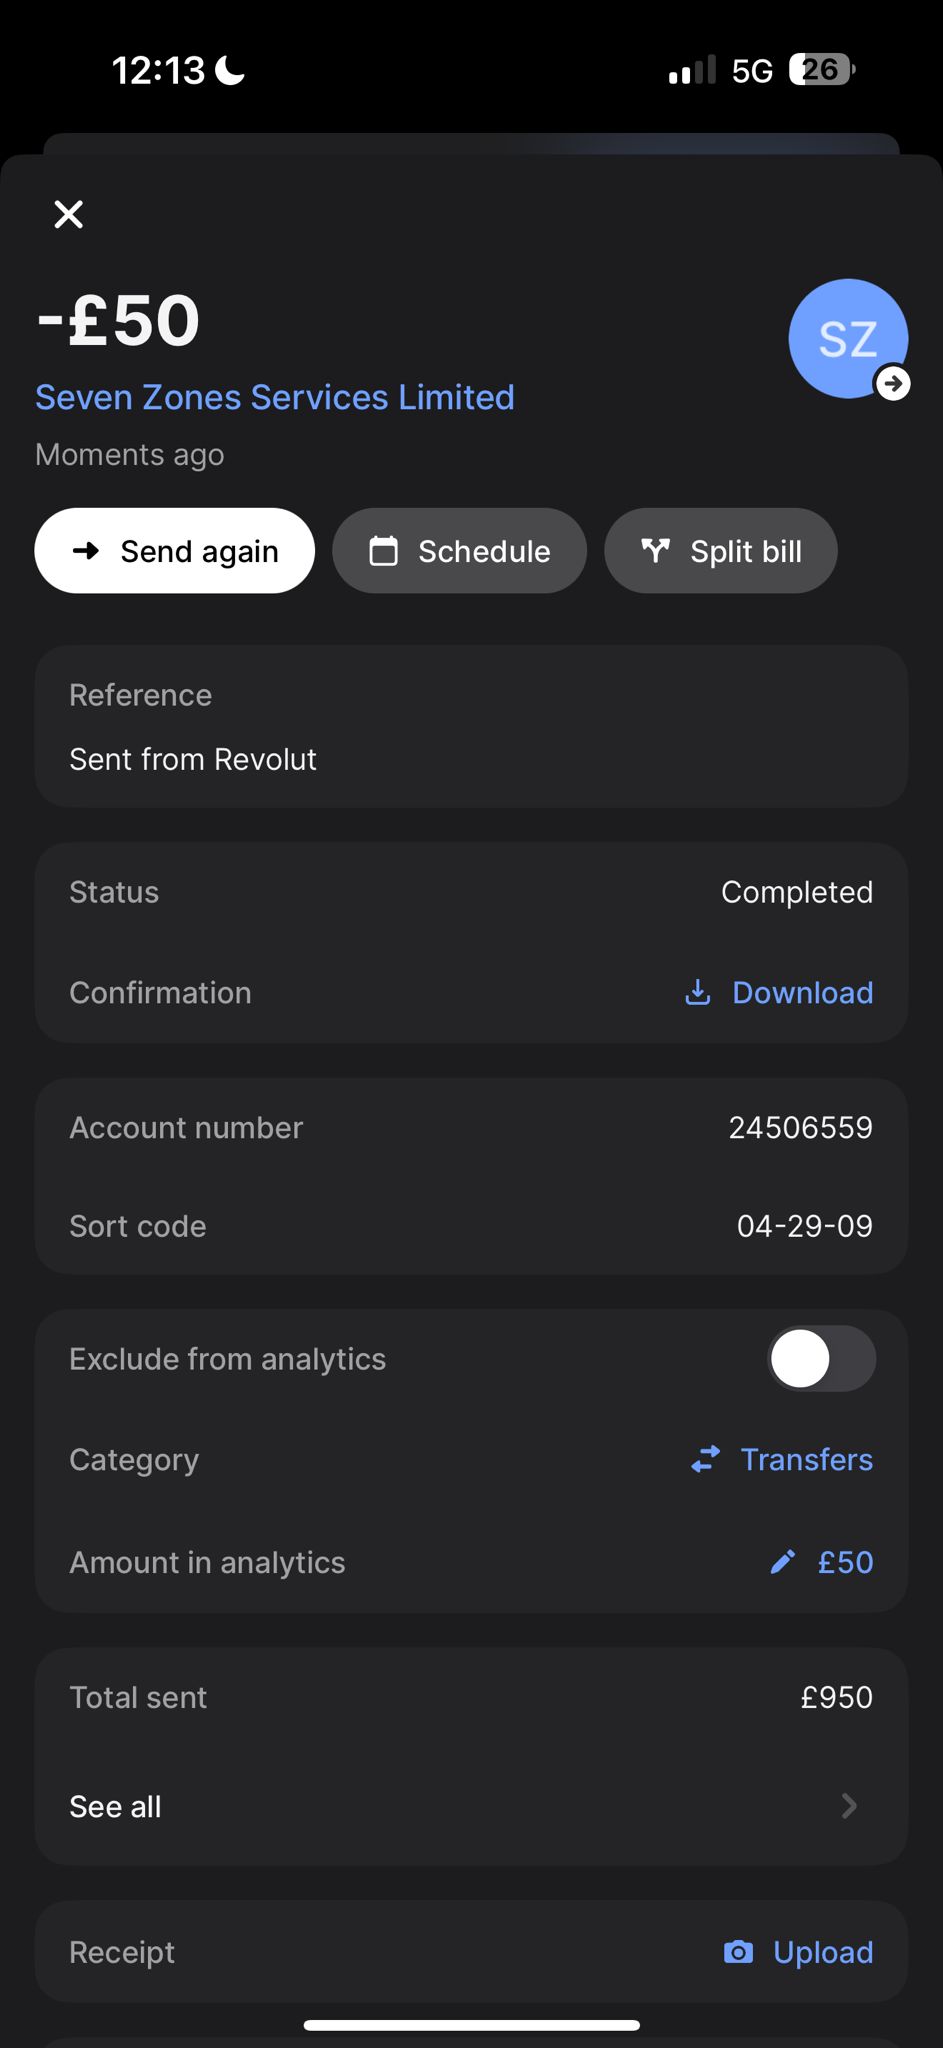 12:13
5G
26
-£50
SZ
Seven Zones Services Limited
Moments ago
Send again
Schedule
Split bill
Reference
Sent from Revolut
Status
Completed
Confirmation
Download
Account number
24506559
Sort code
04-29-09
Exclude from analytics
Category
Transfers
Amount in analytics
£50
Total sent
£950
See all
Receipt
Upload